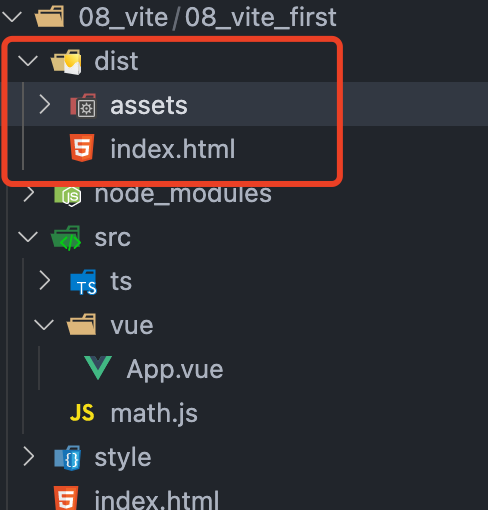 08_vite / 08_vite_first
dist
assets
index.html
node_modules
src
TS ts
vue
App.vue
JS math.js
style
index.html